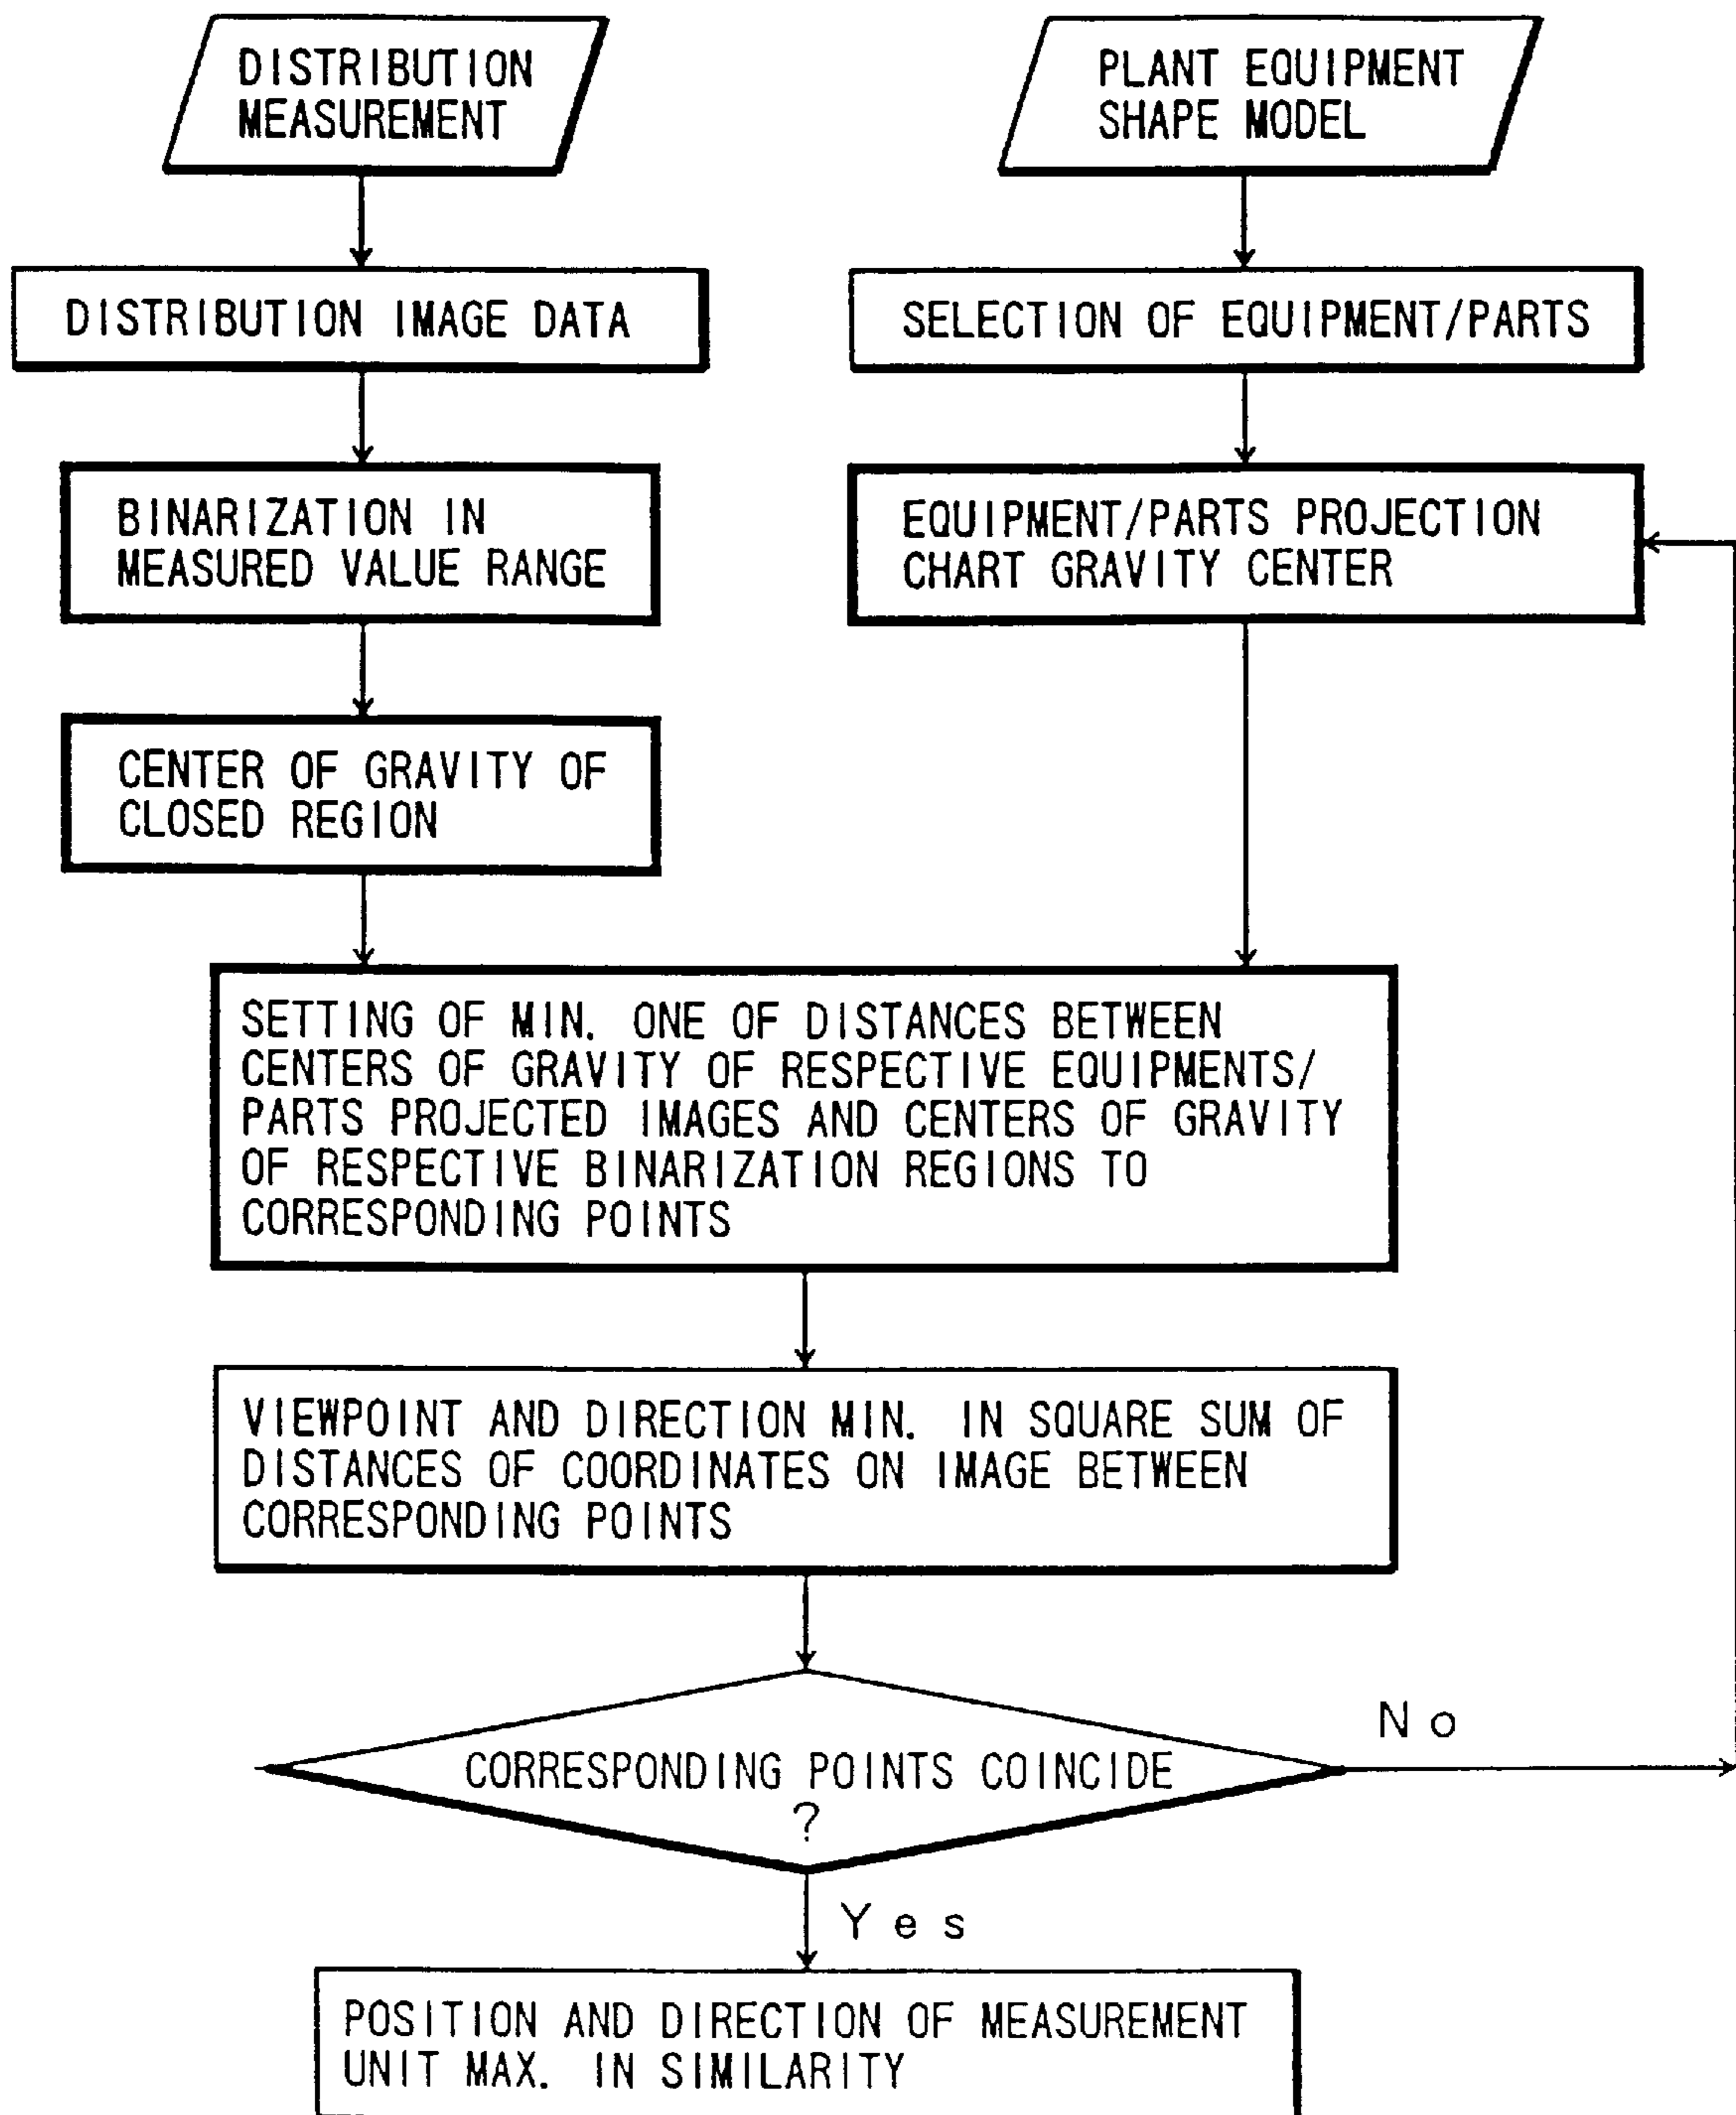 DISTRIBUTION
MEASUREMENT
PLANT EQUIPMENT
SHAPE MODEL
DISTRIBUTION IMAGE DATA
SELECTION OF EQUIPMENT/PARTS
BINARIZATION IN
MEASURED VALUE RANGE
EQUIPMENT/PARTS PROJECTION
CHART GRAVITY CENTER
CENTER OF GRAVITY OF
CLOSED REGION
SETTING OF MIN. ONE OF DISTANCES BETWEEN
CENTERS OF GRAVITY OF RESPECTIVE EQUIPMENTS/
PARTS PROJECTED IMAGES AND CENTERS OF GRAVITY
OF RESPECTIVE BINARIZATION REGIONS TO
CORRESPONDING POINTS
VIEWPOINT AND DIRECTION MIN. IN SQUARE SUM OF
DISTANCES OF COORDINATES ON IMAGE BETWEEN
CORRESPONDING POINTS
No
CORRESPONDING POINTS COINCIDE
?
Yes
POSITION AND DIRECTION OF MEASUREMENT
UNIT MAX. IN SIMILARITY